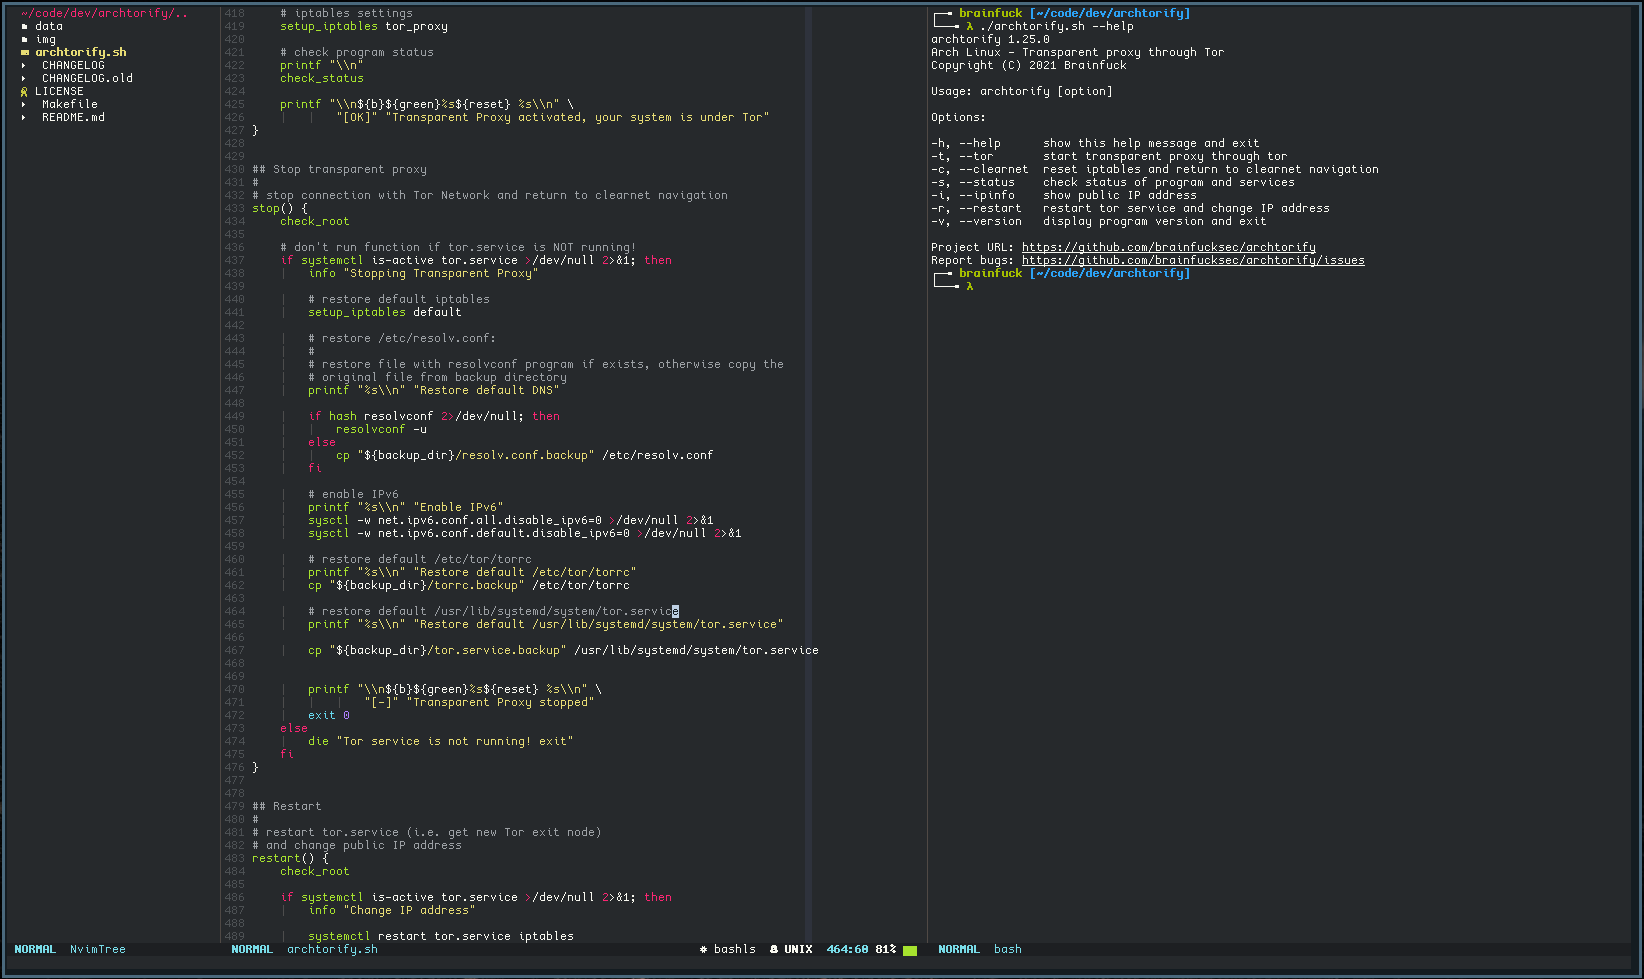 ~/code/dev/archtorify/..
data
img
archtorify.sh
CHANGELOG
CHANGELOG.old
LICENSE
Makefile
README.md
418 # iptables settings
419 setup_iptables tor_proxy
420
421 # check program status
422 printf "\\n"
423 check_status
424
425 printf "\\n${b}${green}%s${reset} %s\\n" \
426 "[OK]" "Transparent Proxy activated, your system is under Tor"
427 }
428
429
430 ## Stop transparent proxy
431 #
432 # stop connection with Tor Network and return to clearnet navigation
433 stop() {
434 check_root
435
436 # don't run function if tor.service is NOT running!
437 if systemctl is-active tor.service >/dev/null 2>&1; then
438 info "Stopping Transparent Proxy"
439
440 # restore default iptables
441 setup_iptables default
442
443 # restore /etc/resolv.conf:
444 #
445 # restore file with resolvconf program if exists, otherwise copy the
446 # original file from backup directory
447 printf "%s\\n" "Restore default DNS"
448
449 if hash resolvconf 2>/dev/null; then
450 resolvconf -u
451 else
452 cp "${backup_dir}/resolv.conf.backup" /etc/resolv.conf
453 fi
454
455 # enable IPv6
456 printf "%s\\n" "Enable IPv6"
457 sysctl -w net.ipv6.conf.all.disable_ipv6=0 >/dev/null 2>&1
458 sysctl -w net.ipv6.conf.default.disable_ipv6=0 >/dev/null 2>&1
459
460 # restore default /etc/tor/torrc
461 printf "%s\\n" "Restore default /etc/tor/torrc"
462 cp "${backup_dir}/torrc.backup" /etc/tor/torrc
463
464 # restore default /usr/lib/systemd/system/tor.service
465 printf "%s\\n" "Restore default /usr/lib/systemd/system/tor.service"
466
467 cp "${backup_dir}/tor.service.backup" /usr/lib/systemd/system/tor.service
468
469
470 printf "\\n${b}${green}%s${reset} %s\\n" \
471 "[-]" "Transparent Proxy stopped"
472 exit 0
473 else
474 die "Tor service is not running! exit"
475 fi
476 }
477
478
479 ## Restart
480 #
481 # restart tor.service (i.e. get new Tor exit node)
482 # and change public IP address
483 restart() {
484 check_root
485
486 if systemctl is-active tor.service >/dev/null 2>&1; then
487 info "Change IP address"
488
489 systemctl restart tor.service iptables
brainfuck [~/code/dev/archtorify]
λ ./archtorify.sh --help
archtorify 1.25.0
Arch Linux - Transparent proxy through Tor
Copyright (C) 2021 Brainfuck
Usage: archtorify [option]
Options:
-h, --help show this help message and exit
-t, --tor start transparent proxy through tor
-c, --clearnet reset iptables and return to clearnet navigation
-s, --status check status of program and services
-i, --ipinfo show public IP address
-r, --restart restart tor service and change IP address
-v, --version display program version and exit
Project URL: https://github.com/brainfucksec/archtorify
Report bugs: https://github.com/brainfucksec/archtorify/issues
brainfuck [~/code/dev/archtorify]
λ
NORMAL NvimTree
NORMAL archtorify.sh bashls UNIX 464:60 81%
NORMAL bash